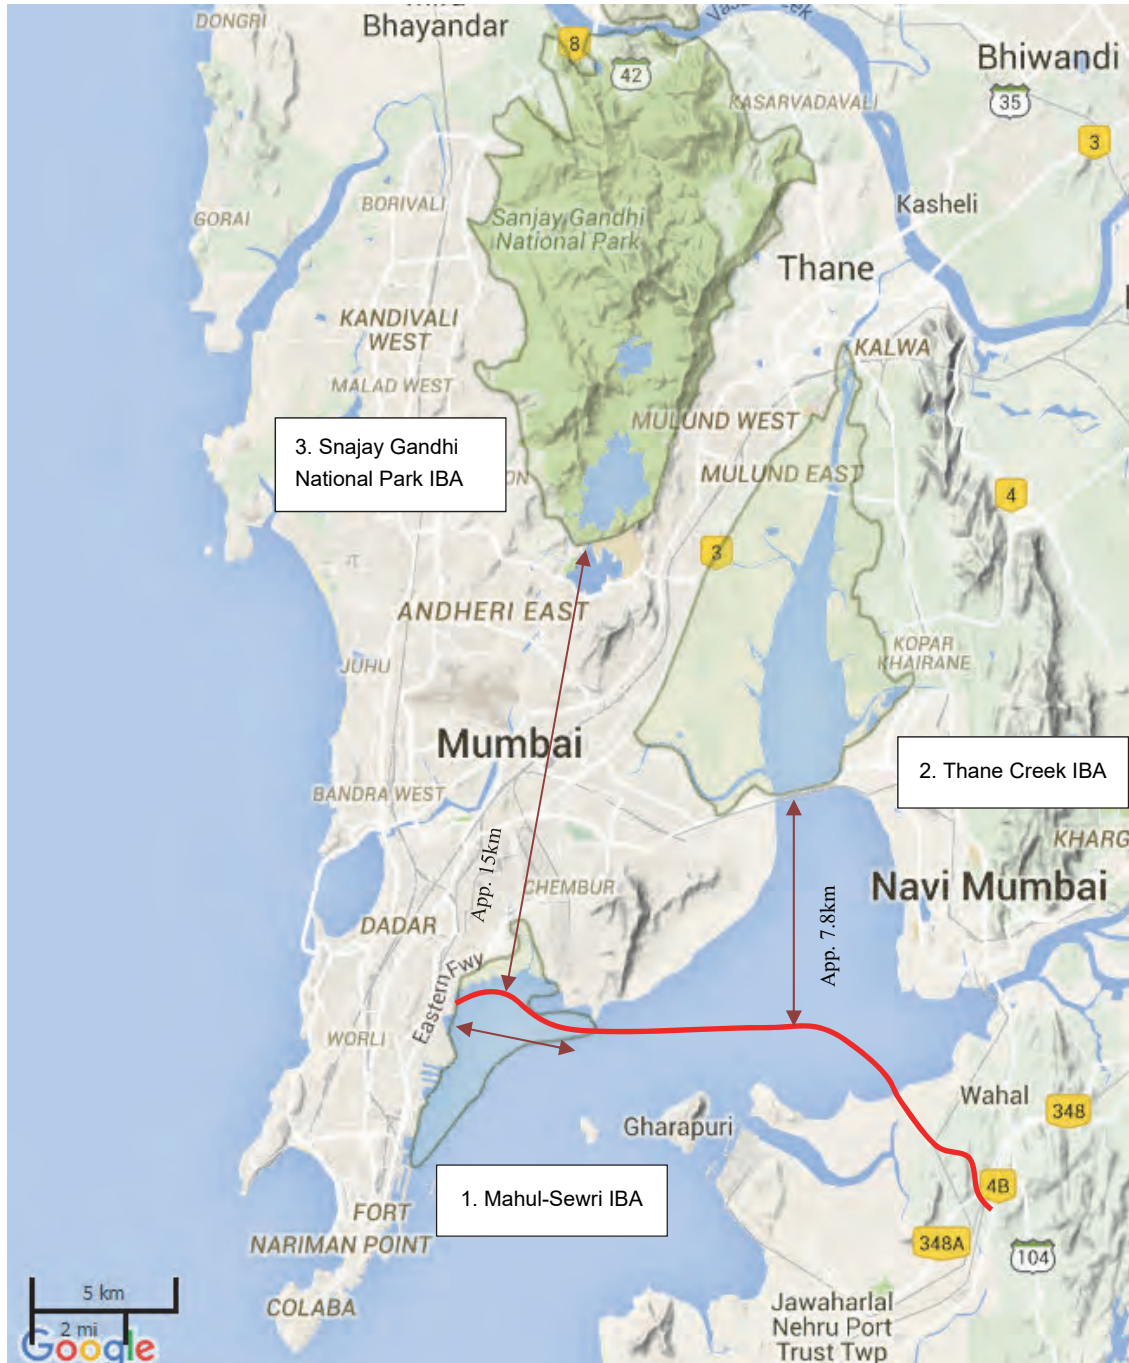 DONGRI
Bhayandar
8
42
Bhiwandi
35
KASARVADAVALI
3
BORIVALI
GORAI
Sanjay Gandhi
National Park
Kasheli
Thane
KANDIVALI
WEST
KALWA
MALAD WEST
MULUND WEST
3. Snajay Gandhi
National Park IBA
ON
MULUND EAST
4
3
ANDHERI EAST
KOPAR
KHAIRANE
JUHU
Mumbai
2. Thane Creek IBA
BANDRA WEST
KHARG
App. 15km
CHEMBUR
Navi Mumbai
DADAR
App. 7.8km
Eastern Fwy
WORLI
Wahal
348
Gharapuri
4B
1. Mahul-Sewri IBA
FORT
NARIMAN POINT
348A
104
5 km
COLABA
2 mi
Google
Jawaharlal
Nehru Port
Trust Twp